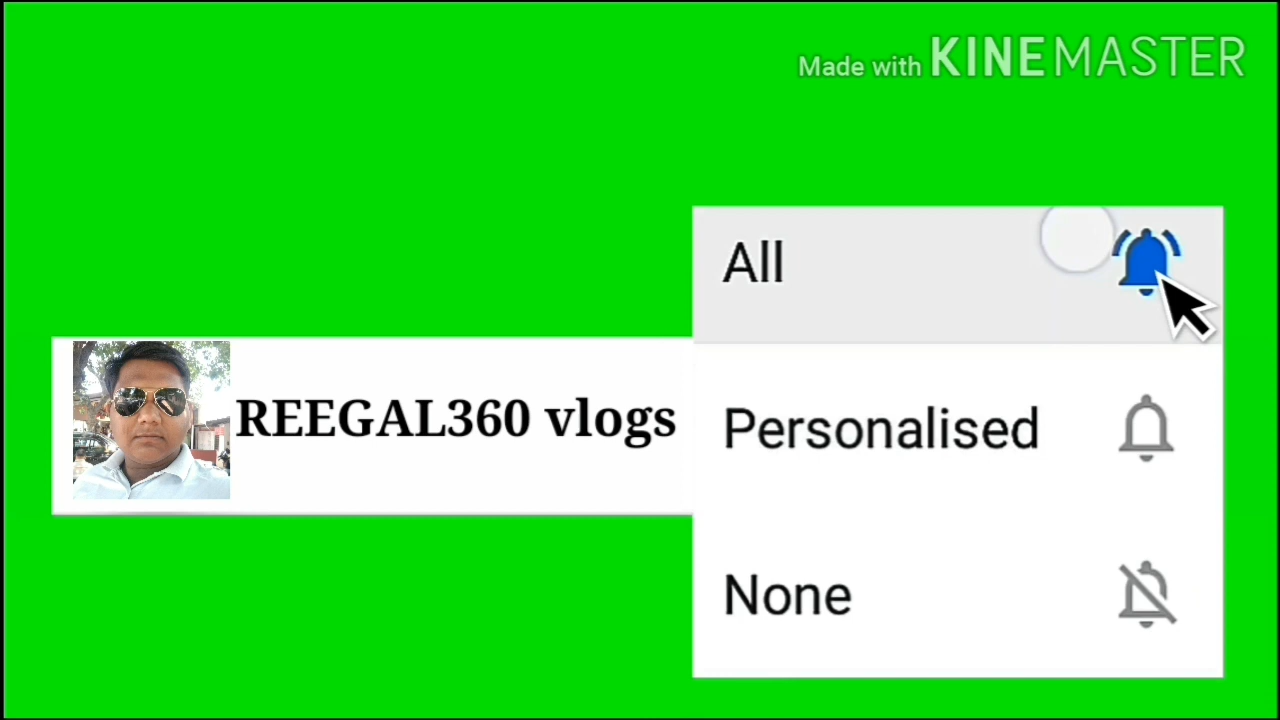 Made with KINEMASTER
All
REEGAL360 vlogs
Personalised
None